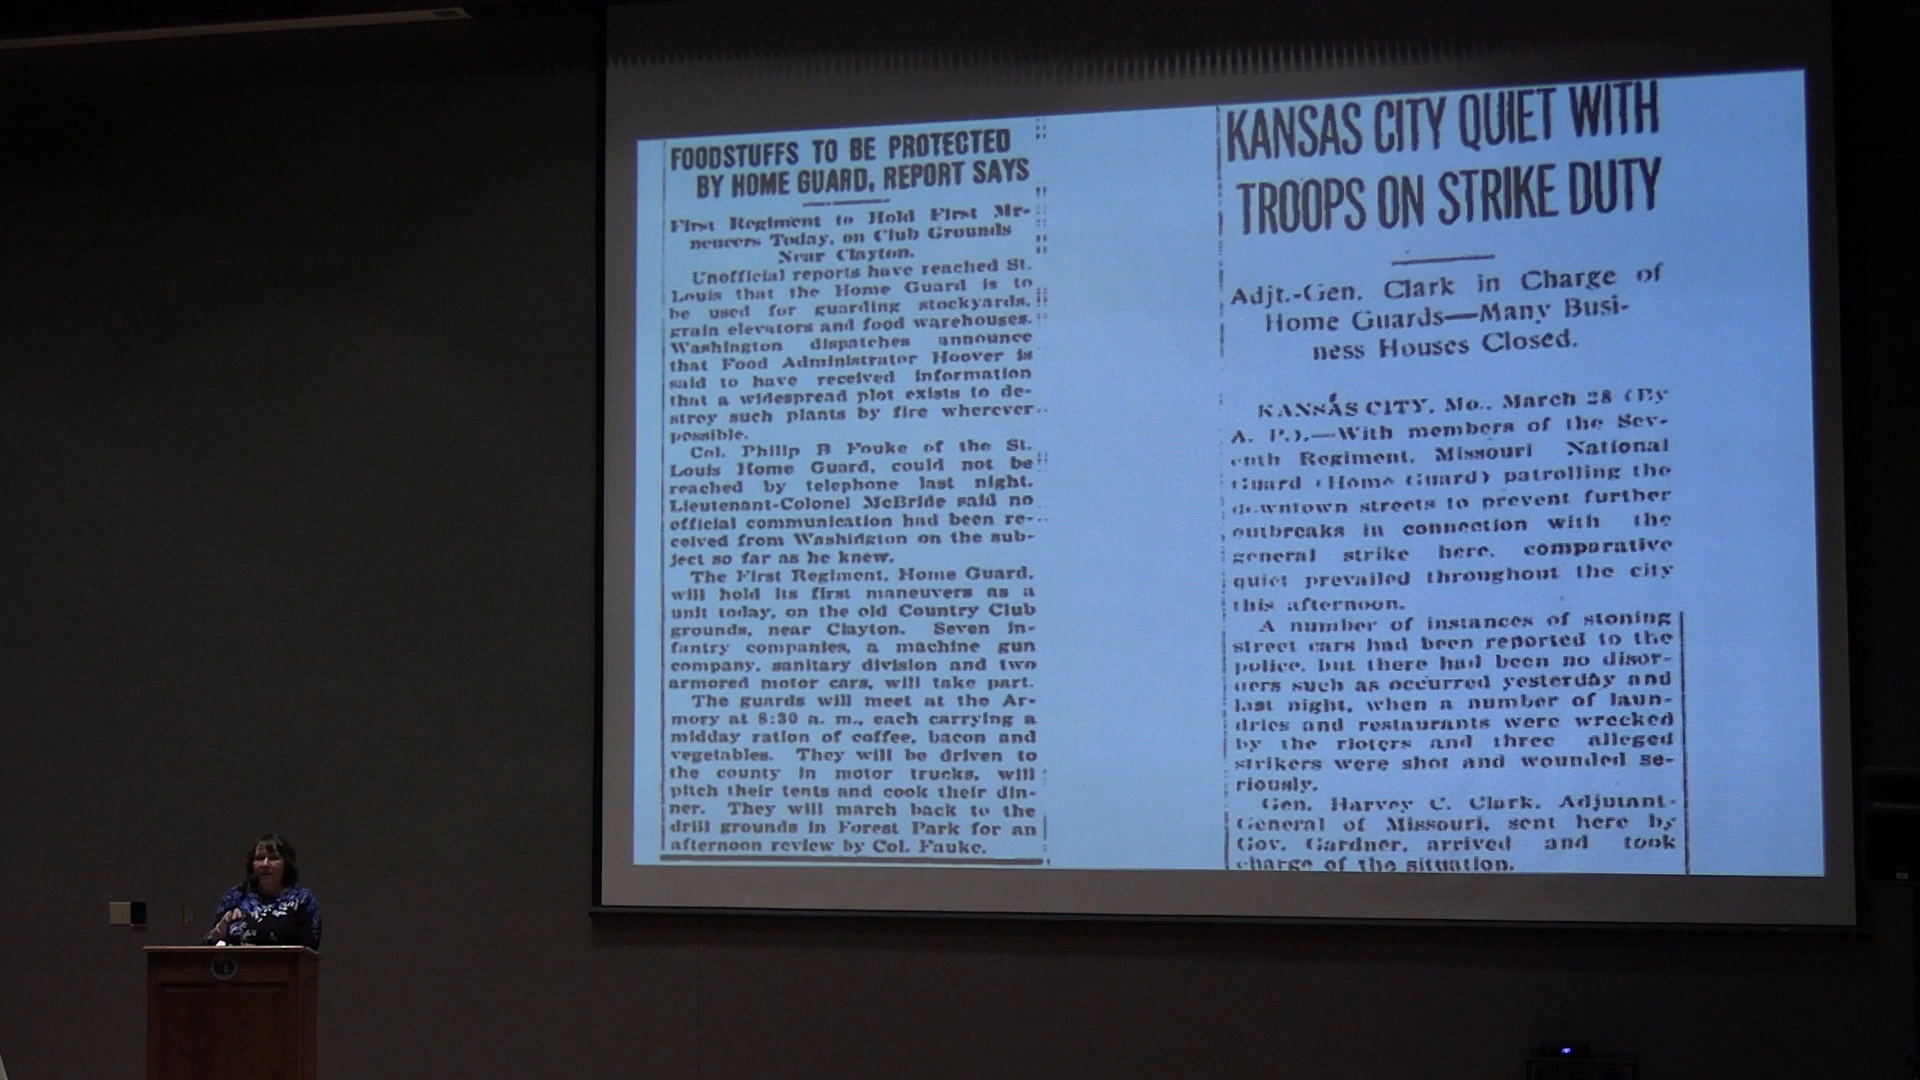 FOODSTUFFS TO BE PROTECTED
BY HOME GUARD, REPORT SAYS
First Regiment to Hold First Ma-
neuvers Today, on Club Grounds
Near Clayton.
Unofficial reports have reached St.
Louis that the Home Guard is to
be used for guarding stockyards,
grain elevators and food warehouses.
Washington dispatches announce
that Food Administrator Hoover is
said to have received information
that a widespread plot exists to de-
stroy such plants by fire wherever
possible.
Col. Philip B Fouke of the St.
Louis Home Guard, could not be
reached by telephone last night.
Lieutenant-Colonel McBride said no
official communication had been re-
ceived from Washington on the sub-
ject so far as he knew.
The First Regiment, Home Guard,
will hold its first maneuvers as a
unit today, on the old Country Club
grounds, near Clayton. Seven in-
fantry companies, a machine gun
company, sanitary division and two
armored motor cars, will take part.
The guards will meet at the Ar-
mory at 8:30 a. m., each carrying a
midday ration of coffee, bacon and
vegetables. They will be driven to
the county in motor trucks, will
pitch their tents and cook their din-
ner. They will march back to the
drill grounds in Forest Park for an
afternoon review by Col. Fauke.
KANSAS CITY QUIET WITH
TROOPS ON STRIKE DUTY
Adjt.-Gen. Clark in Charge of
Home Guards—Many Busi-
ness Houses Closed.
KANSAS CITY, Mo., March 28 (By
A. P.).—With members of the Sev-
enth Regiment, Missouri National
Guard (Home Guard) patrolling the
downtown streets to prevent further
outbreaks in connection with the
general strike here, comparative
quiet prevailed throughout the city
this afternoon.
A number of instances of stoning
street cars had been reported to the
police, but there had been no disor-
ders such as occurred yesterday and
last night, when a number of laun-
dries and restaurants were wrecked
by the rioters and three alleged
strikers were shot and wounded se-
riously.
Gen. Harvey C. Clark, Adjutant-
General of Missouri, sent here by
Gov. Gardner, arrived and took
charge of the situation.